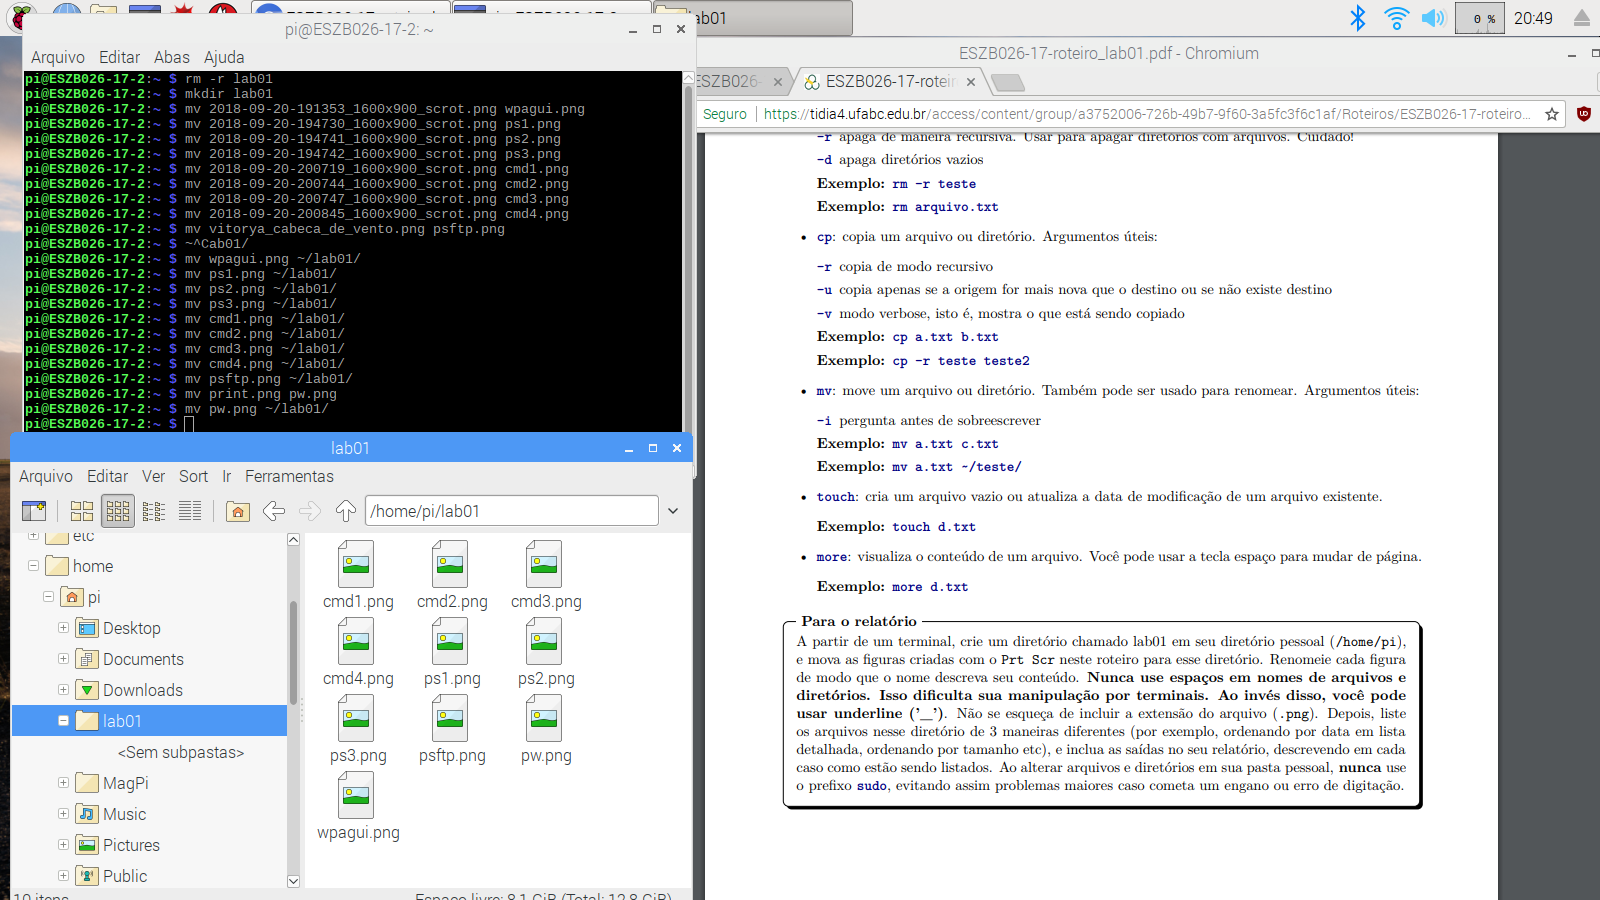 lab01
0 %
20:49
pi@ESZB026-17-2: ~
Arquivo Editar Abas Ajuda
pi@ESZB026-17-2:~ $ rm -r lab01
pi@ESZB026-17-2:~ $ mkdir lab01
pi@ESZB026-17-2:~ $ mv 2018-09-20-191353_1600x900_scrot.png wpagui.png
pi@ESZB026-17-2:~ $ mv 2018-09-20-194730_1600x900_scrot.png ps1.png
pi@ESZB026-17-2:~ $ mv 2018-09-20-194741_1600x900_scrot.png ps2.png
pi@ESZB026-17-2:~ $ mv 2018-09-20-194742_1600x900_scrot.png ps3.png
pi@ESZB026-17-2:~ $ mv 2018-09-20-200719_1600x900_scrot.png cmd1.png
pi@ESZB026-17-2:~ $ mv 2018-09-20-200744_1600x900_scrot.png cmd2.png
pi@ESZB026-17-2:~ $ mv 2018-09-20-200747_1600x900_scrot.png cmd3.png
pi@ESZB026-17-2:~ $ mv 2018-09-20-200845_1600x900_scrot.png cmd4.png
pi@ESZB026-17-2:~ $ mv vitorya_cabeca_de_vento.png psftp.png
pi@ESZB026-17-2:~ $ ~^Cab01/
pi@ESZB026-17-2:~ $ mv wpagui.png ~/lab01/
pi@ESZB026-17-2:~ $ mv ps1.png ~/lab01/
pi@ESZB026-17-2:~ $ mv ps2.png ~/lab01/
pi@ESZB026-17-2:~ $ mv ps3.png ~/lab01/
pi@ESZB026-17-2:~ $ mv cmd1.png ~/lab01/
pi@ESZB026-17-2:~ $ mv cmd2.png ~/lab01/
pi@ESZB026-17-2:~ $ mv cmd3.png ~/lab01/
pi@ESZB026-17-2:~ $ mv cmd4.png ~/lab01/
pi@ESZB026-17-2:~ $ mv psftp.png ~/lab01/
pi@ESZB026-17-2:~ $ mv print.png pw.png
pi@ESZB026-17-2:~ $ mv pw.png ~/lab01/
pi@ESZB026-17-2:~ $
lab01
Arquivo Editar Ver Sort Ir Ferramentas
/home/pi/lab01
etc
home
pi
Desktop
Documents
Downloads
lab01
<Sem subpastas>
MagPi
Music
Pictures
Public
cmd1.png cmd2.png cmd3.png
cmd4.png ps1.png ps2.png
ps3.png psftp.png pw.png
wpagui.png
10 itens
Espaço livre: 8,1 GiB (Total: 12,8 GiB)
ESZB026-17-roteiro_lab01.pdf - Chromium
ESZB026- ESZB026-17-rotei
Seguro https://tidia4.ufabc.edu.br/access/content/group/a3752006-726b-49b7-9f60-3a5fc3f6c1af/Roteiros/ESZB026-17-roteiro...
-r apaga de maneira recursiva. Usar para apagar diretórios com arquivos. Cuidado!
-d apaga diretórios vazios
Exemplo: rm -r teste
Exemplo: rm arquivo.txt
• cp: copia um arquivo ou diretório. Argumentos úteis:
-r copia de modo recursivo
-u copia apenas se a origem for mais nova que o destino ou se não existe destino
-v modo verbose, isto é, mostra o que está sendo copiado
Exemplo: cp a.txt b.txt
Exemplo: cp -r teste teste2
• mv: move um arquivo ou diretório. Também pode ser usado para renomear. Argumentos úteis:
-i pergunta antes de sobreescrever
Exemplo: mv a.txt c.txt
Exemplo: mv a.txt ~/teste/
• touch: cria um arquivo vazio ou atualiza a data de modificação de um arquivo existente.
Exemplo: touch d.txt
• more: visualiza o conteúdo de um arquivo. Você pode usar a tecla espaço para mudar de página.
Exemplo: more d.txt
Para o relatório
A partir de um terminal, crie um diretório chamado lab01 em seu diretório pessoal (/home/pi),
e mova as figuras criadas com o Prt Scr neste roteiro para esse diretório. Renomeie cada figura
de modo que o nome descreva seu conteúdo. Nunca use espaços em nomes de arquivos e
diretórios. Isso dificulta sua manipulação por terminais. Ao invés disso, você pode
usar underline ('_'). Não se esqueça de incluir a extensão do arquivo (.png). Depois, liste
os arquivos nesse diretório de 3 maneiras diferentes (por exemplo, ordenando por data em lista
detalhada, ordenando por tamanho etc), e inclua as saídas no seu relatório, descrevendo em cada
caso como estão sendo listados. Ao alterar arquivos e diretórios em sua pasta pessoal, nunca use
o prefixo sudo, evitando assim problemas maiores caso cometa um engano ou erro de digitação.